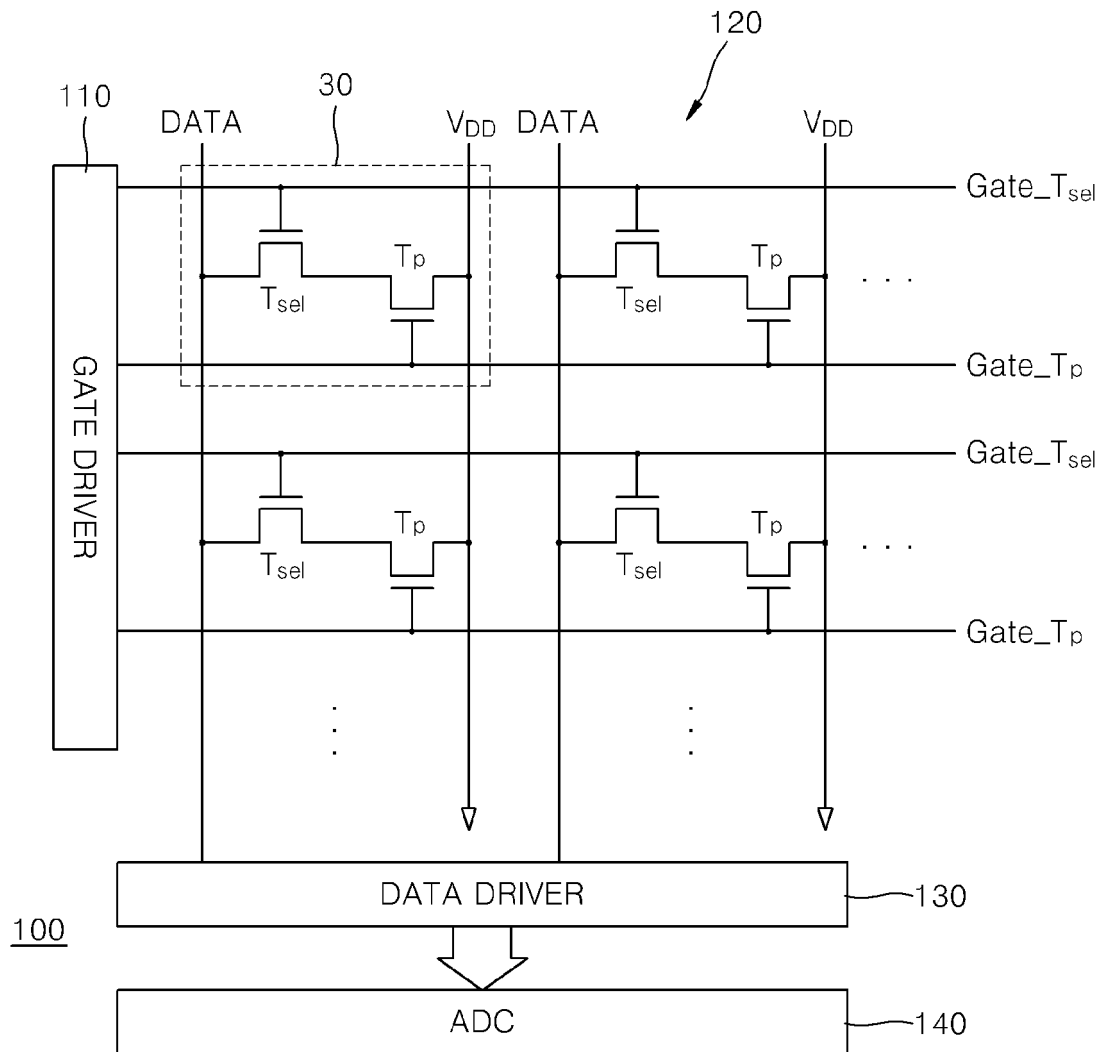 120
110
30
DATA
VDD
DATA
VDD
Gate_Tsel
Tp
Tp
Tsel
Tsel
. . .
Gate_Tp
GATE DRIVER
Gate_Tsel
Tp
Tp
Tsel
Tsel
. . .
Gate_Tp
DATA DRIVER
130
100
ADC
140